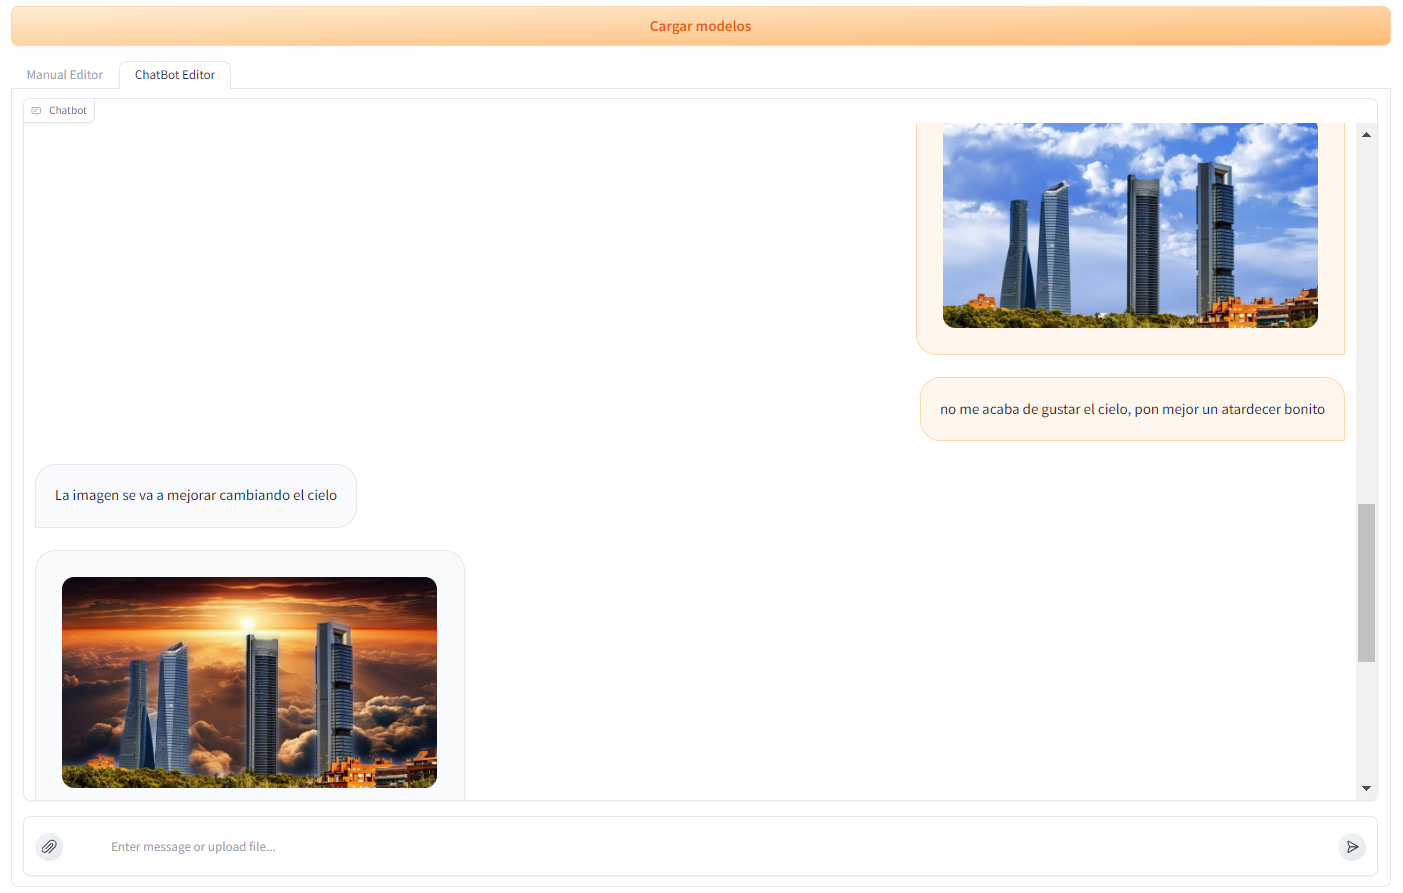 Cargar modelos
Manual Editor
ChatBot Editor
Chatbot
no me acaba de gustar el cielo, pon mejor un atardecer bonito
La imagen se va a mejorar cambiando el cielo
Enter message or upload file...